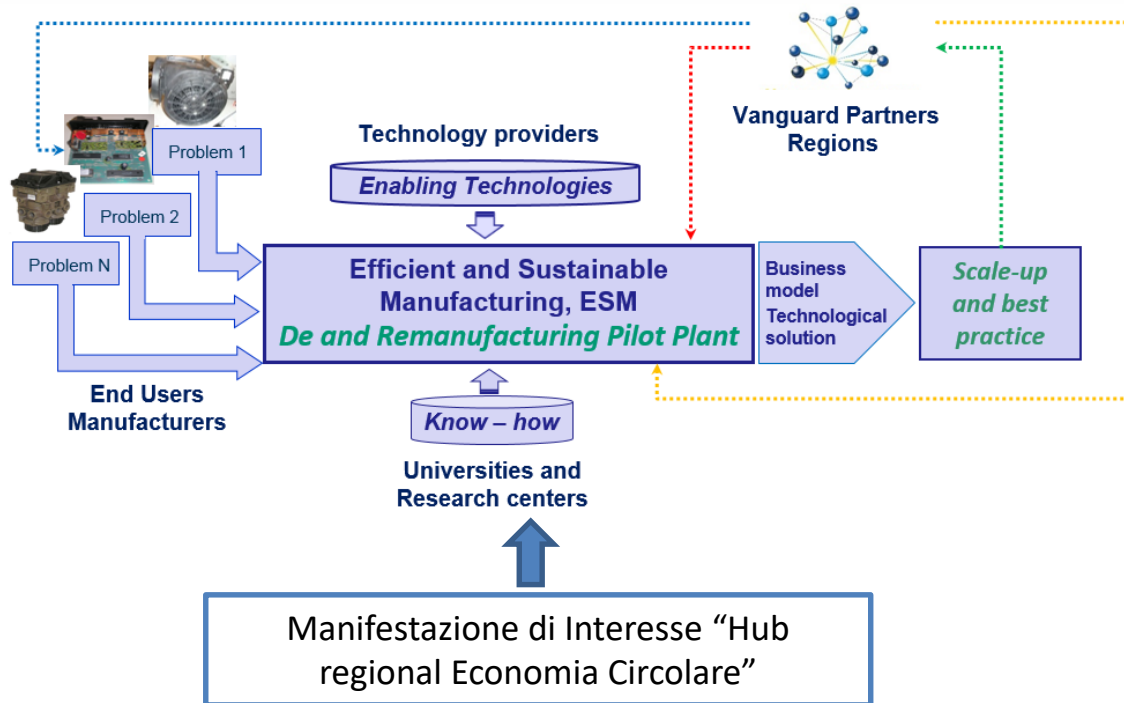 Vanguard Partners
Regions
Technology providers
Enabling Technologies
Problem 1
Problem 2
Problem N
End Users
Manufacturers
Efficient and Sustainable
Manufacturing, ESM
De and Remanufacturing Pilot Plant
Business
model
Technological
solution
Scale-up
and best
practice
Know – how
Universities and
Research centers
Manifestazione di Interesse “Hub
regional Economia Circolare”